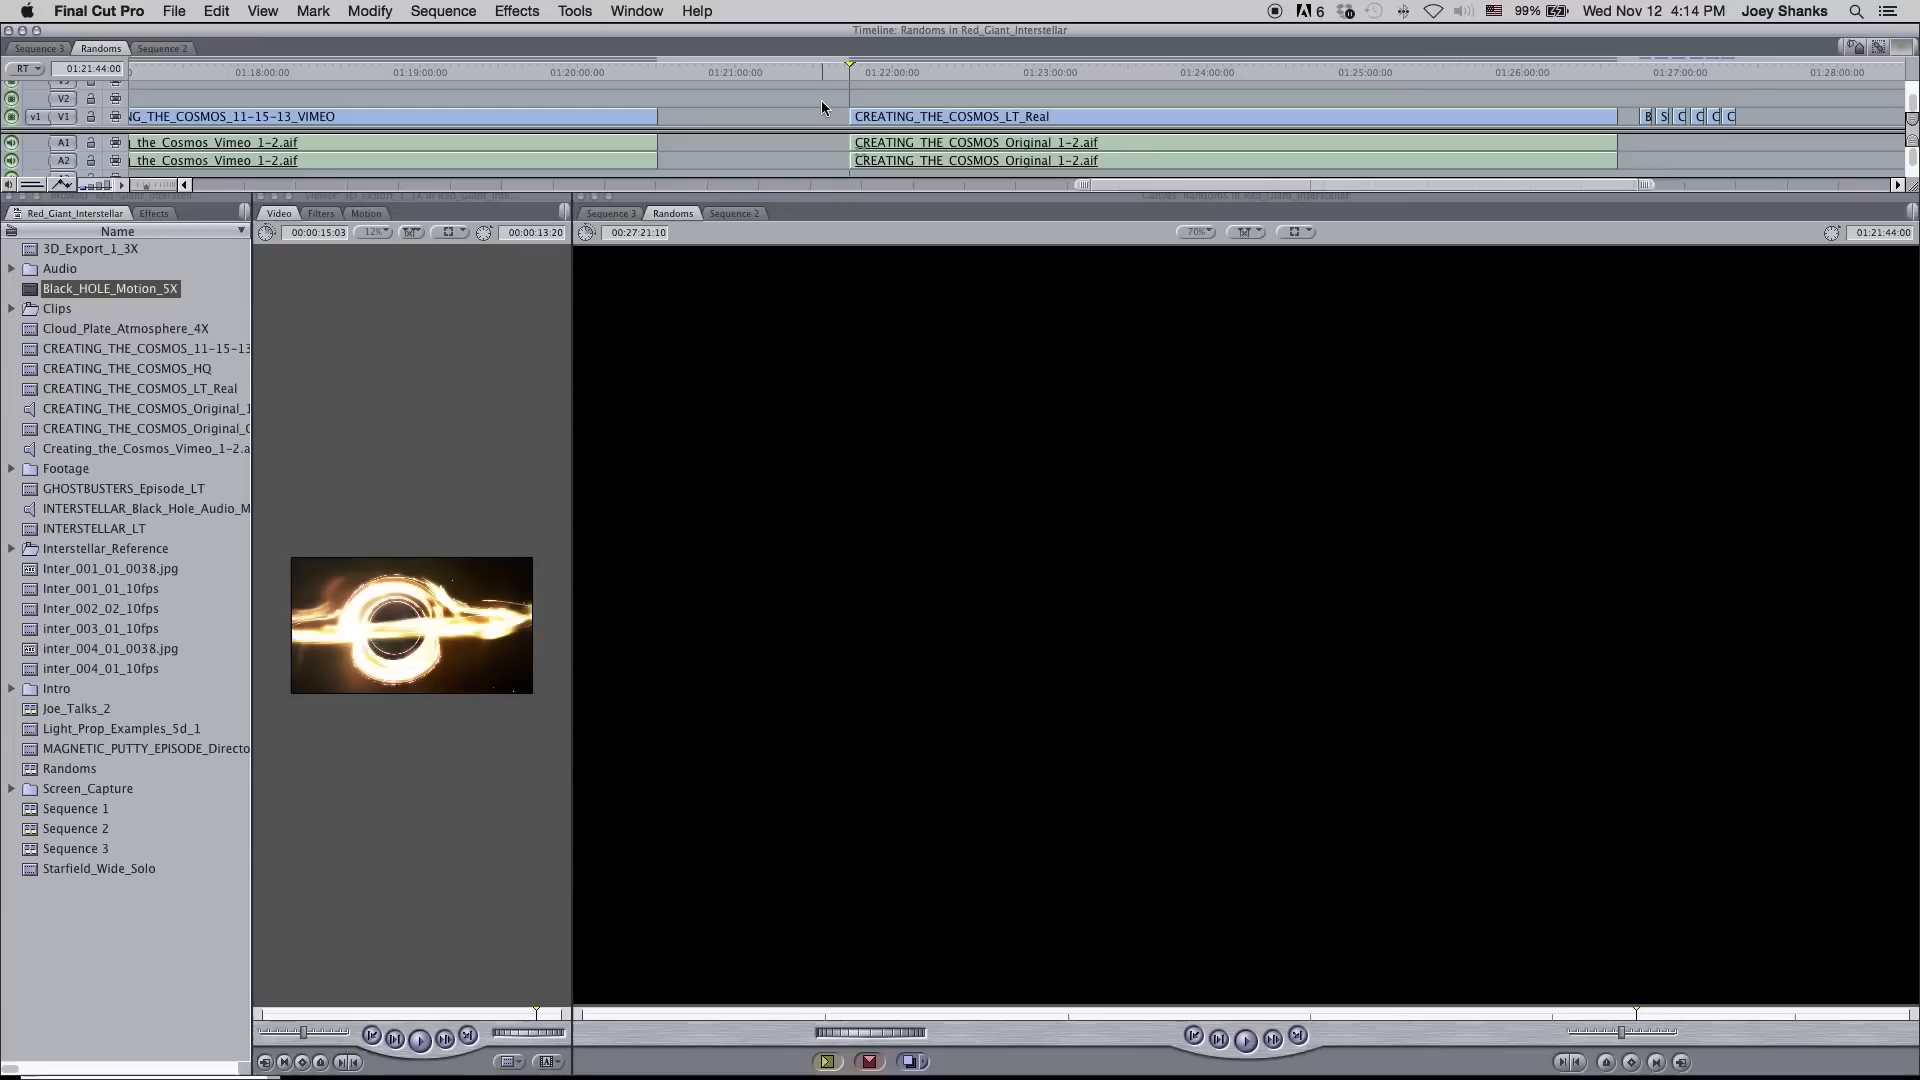 Final Cut Pro File Edit View Mark Modify Sequence Effects Tools Window Help 6 99% Wed Nov 12 4:14 PM Joey Shanks
Timeline: Randoms in Red_Giant_Interstellar
Sequence 3 Randoms Sequence 2
RT 01:21:44:00 01:18:00:00 01:19:00:00 01:20:00:00 01:21:00:00 01:22:00:00 01:23:00:00 01:24:00:00 01:25:00:00 01:26:00:00 01:27:00:00 01:28:00:00
V2
v1 V1 NG_THE_COSMOS_11-15-13_VIMEO CREATING_THE_COSMOS_LT_Real B S C C C C
A1 the Cosmos Vimeo 1-2.aif CREATING THE COSMOS Original 1-2.aif
A2 the Cosmos Vimeo 1-2.aif CREATING THE COSMOS Original 1-2.aif
Red_Giant_Interstellar Effects Video Filters Motion Sequence 3 Randoms Sequence 2
Name 00:00:15:03 12% 00:00:13:20 00:27:21:10 70% 01:21:44:00
3D_Export_1_3X
Audio
Black_HOLE_Motion_5X
Clips
Cloud_Plate_Atmosphere_4X
CREATING_THE_COSMOS_11-15-13
CREATING_THE_COSMOS_HQ
CREATING_THE_COSMOS_LT_Real
CREATING_THE_COSMOS_Original_1
CREATING_THE_COSMOS_Original_C
Creating_the_Cosmos_Vimeo_1-2.a
Footage
GHOSTBUSTERS_Episode_LT
INTERSTELLAR_Black_Hole_Audio_M
INTERSTELLAR_LT
Interstellar_Reference
Inter_001_01_0038.jpg
Inter_001_01_10fps
Inter_002_02_10fps
inter_003_01_10fps
inter_004_01_0038.jpg
inter_004_01_10fps
Intro
Joe_Talks_2
Light_Prop_Examples_5d_1
MAGNETIC_PUTTY_EPISODE_Directo
Randoms
Screen_Capture
Sequence 1
Sequence 2
Sequence 3
Starfield_Wide_Solo